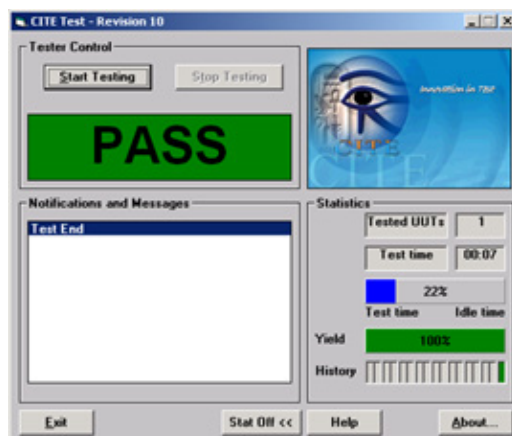 CITE Test - Revision 10
Tester Control
Start Testing
Stop Testing
PASS
Innovation in TEST
CITE
Notifications and Messages
Test End
Statistics
Tested UUTs 1
Test time 00:07
22%
Test time Idle time
Yield 100%
History
Exit
Stat Off <<
Help
About...